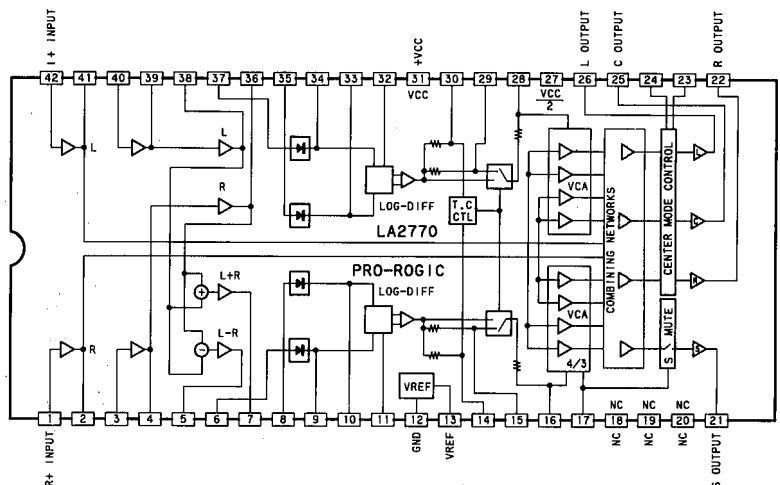 I+ INPUT
+VCC
L OUTPUT
C OUTPUT
R OUTPUT
42 41 40 39 38 37 36 35 34 33 32 31 30 29 28 27 26 25 24 23 22
VCC
VCC
2
L
L
R
LOG-DIFF
LA2770
T.C
CTL
VCA
COMBINING NETWORKS
CENTER MODE CONTROL
L
C
R
PRO-ROGIC
LOG-DIFF
L+R
L-R
R
VCA
4/3
S MUTE
S
VREF
1 2 3 4 5 6 7 8 9 10 11 12 13 14 15 16 17 18 19 20 21
NC NC NC
R+ INPUT
GND
VREF
NC
NC
NC
S OUTPUT